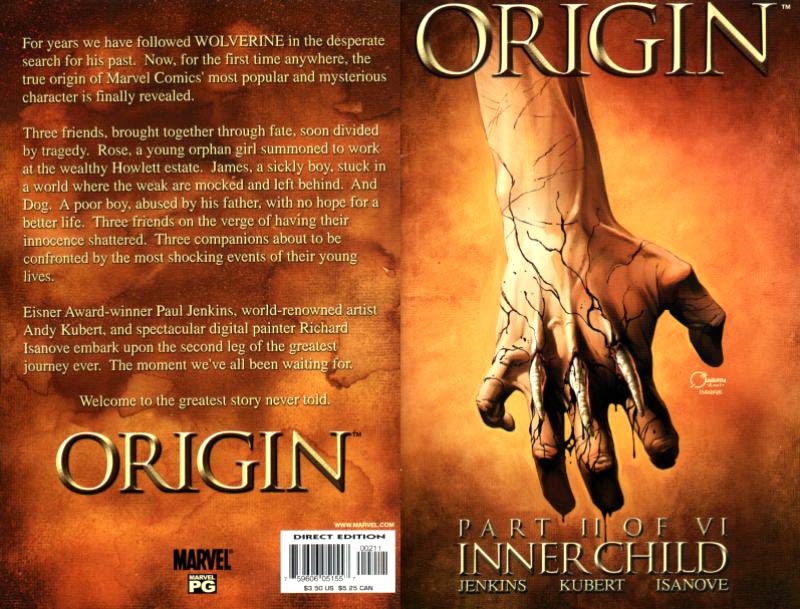 For years we have followed WOLVERINE in the desperate
search for his past. Now, for the first time anywhere, the
true origin of Marvel Comics' most popular and mysterious
character is finally revealed.
Three friends, brought together through fate, soon divided
by tragedy. Rose, a young orphan girl summoned to work
at the wealthy Howlett estate. James, a sickly boy, stuck in
a world where the weak are mocked and left behind. And
Dog. A poor boy, abused by his father, with no hope for a
better life. Three friends on the verge of having their
innocence shattered. Three companions about to be
confronted by the most shocking events of their young
lives.
Eisner Award-winner Paul Jenkins, world-renowned artist
Andy Kubert, and spectacular digital painter Richard
Isanove embark upon the second leg of the greatest
journey ever. The moment we've all been waiting for.
Welcome to the greatest story never told.
ORIGIN™
WWW.MARVEL.COM
MARVEL®
MARVEL
PG
DIRECT EDITION
00211
7 59606 05155 7
$3.50 US $5.25 CAN
ORIGIN™
PART II OF VI
INNER CHILD
JENKINS KUBERT ISANOVE